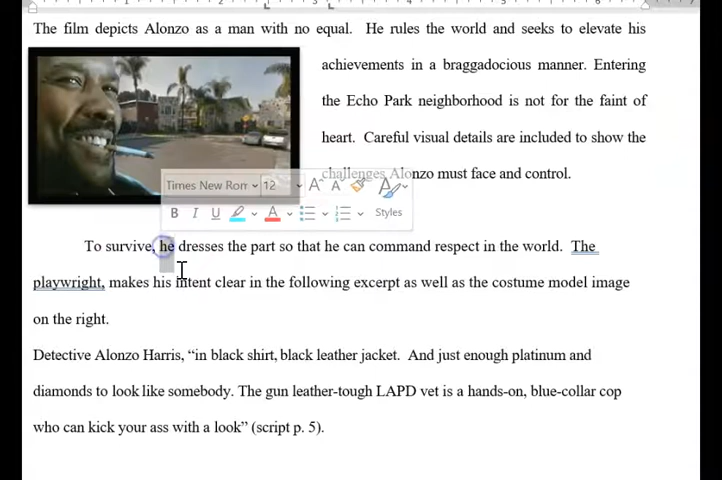 The film depicts Alonzo as a man with no equal. He rules the world and seeks to elevate his
achievements in a braggadocious manner. Entering
the Echo Park neighborhood is not for the faint of
heart. Careful visual details are included to show the
challenges Alonzo must face and control.
Times New Rom 12 A A A
B I U A Styles
To survive, he dresses the part so that he can command respect in the world. The
playwright, makes his intent clear in the following excerpt as well as the costume model image
on the right.
Detective Alonzo Harris, “in black shirt, black leather jacket. And just enough platinum and
diamonds to look like somebody. The gun leather-tough LAPD vet is a hands-on, blue-collar cop
who can kick your ass with a look” (script p. 5).